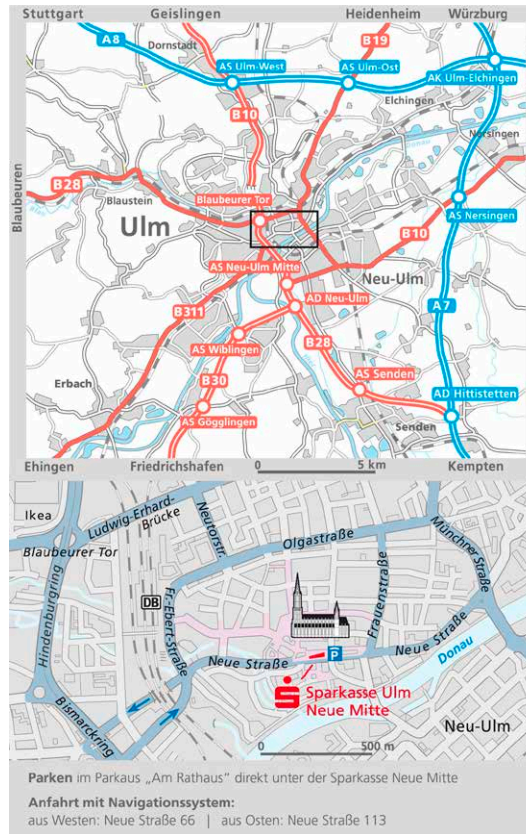 Stuttgart
Geislingen
Heidenheim
Würzburg
A8
Dornstadt
B19
AS Ulm-West
AS Ulm-Ost
AK Ulm-Elchingen
Elchingen
B10
Nersingen
Blaubeuren
B28
Blaustein
Blaubeurer Tor
Ulm
AS Nersingen
B10
AS Neu-Ulm Mitte
Neu-Ulm
AD Neu-Ulm
A7
B311
B28
AS Wiblingen
Erbach
B30
AS Senden
AD Hittistetten
AS Gögglingen
Senden
Ehingen
Friedrichshafen
0
5 km
Kempten
Ikea
Ludwig-Erhard-
Brücke
Neutorstr.
Blaubeurer Tor
Olgastraße
Münchner Straße
Hindenburgring
DB
Fr.-Ebert-Straße
Frauenstraße
Neue Straße
P
Neue Straße
Donau
Sparkasse Ulm
Neue Mitte
Bismarckring
Neu-Ulm
0
500 m
Parken im Parkaus „Am Rathaus“ direkt unter der Sparkasse Neue Mitte
Anfahrt mit Navigationssystem:
aus Westen: Neue Straße 66 | aus Osten: Neue Straße 113